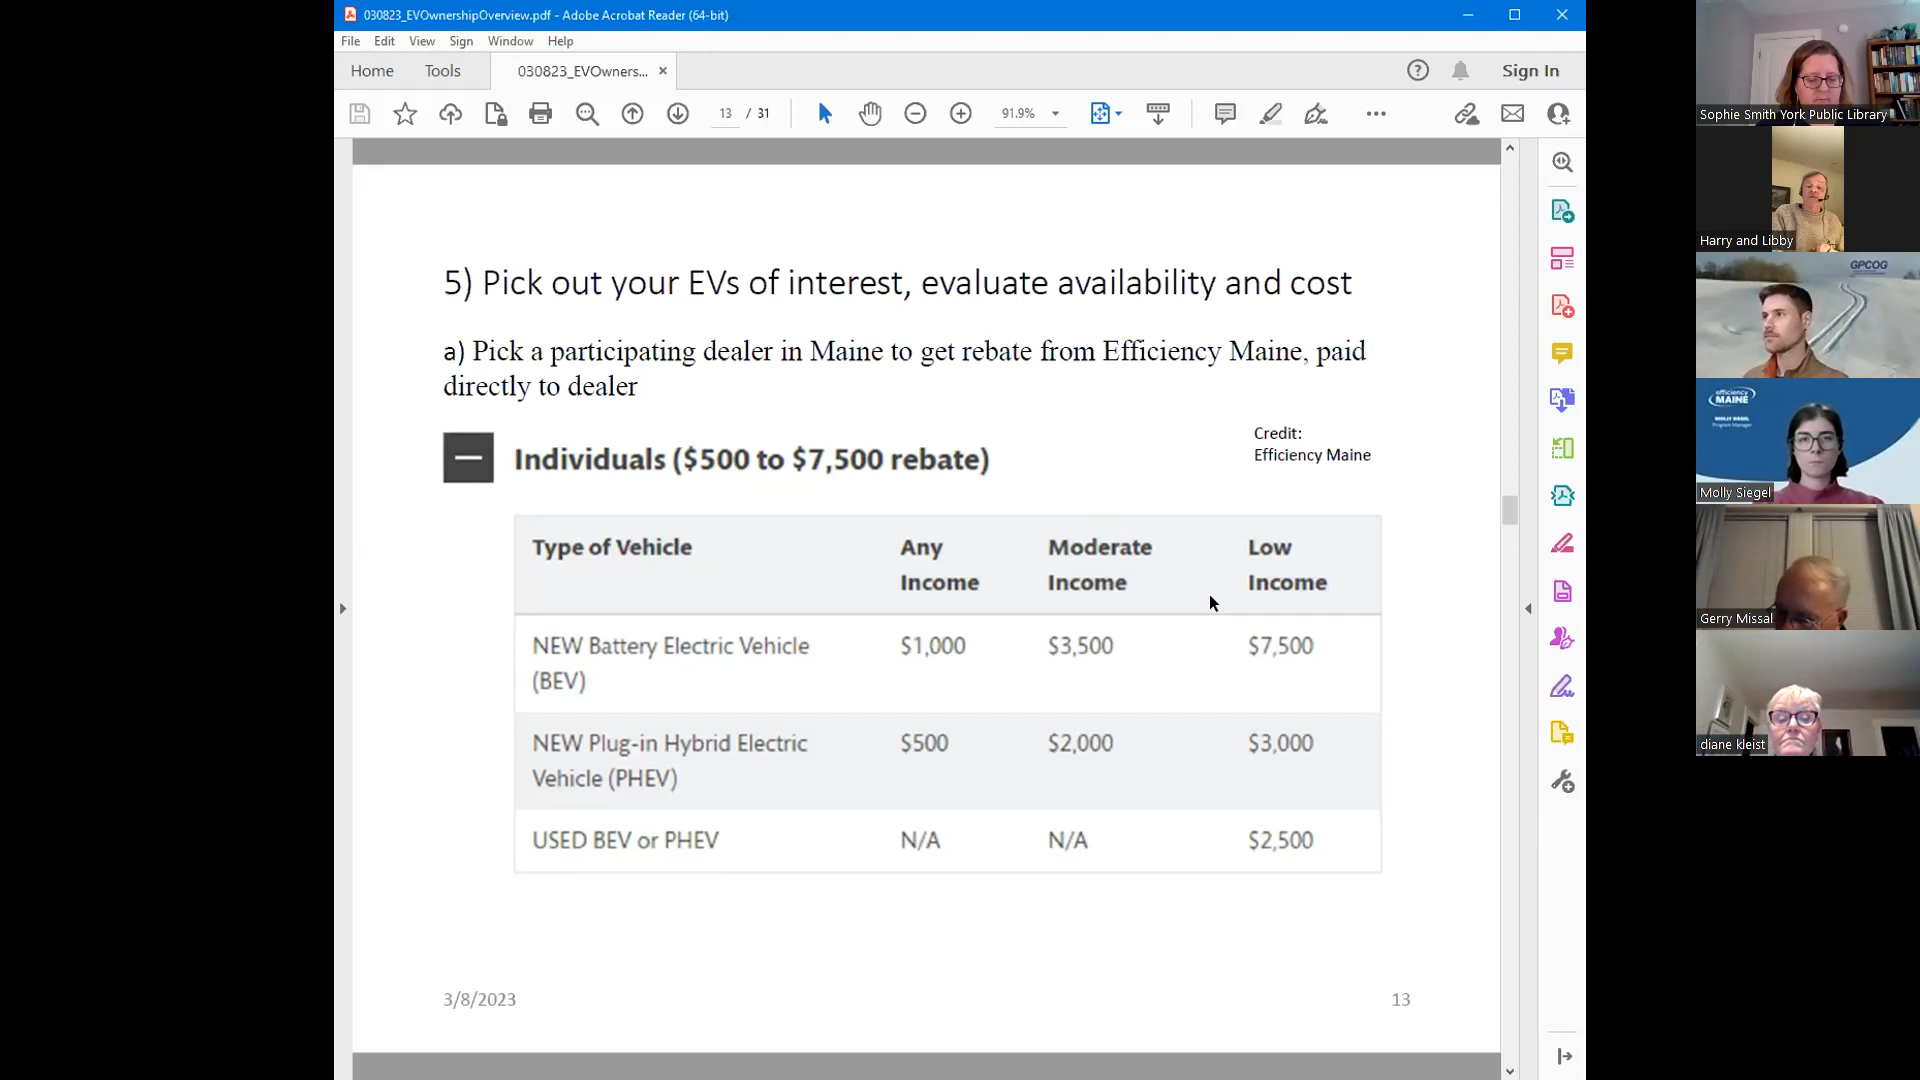 030823_EVOwnershipOverview.pdf - Adobe Acrobat Reader (64-bit)
File Edit View Sign Window Help
Home Tools 030823_EVOwners... Sign In
13 / 31 91.9%
5) Pick out your EVs of interest, evaluate availability and cost
a) Pick a participating dealer in Maine to get rebate from Efficiency Maine, paid
directly to dealer
Credit:
Efficiency Maine
Individuals ($500 to $7,500 rebate)
Type of Vehicle Any Income Moderate Income Low Income
NEW Battery Electric Vehicle (BEV) $1,000 $3,500 $7,500
NEW Plug-in Hybrid Electric Vehicle (PHEV) $500 $2,000 $3,000
USED BEV or PHEV N/A N/A $2,500
3/8/2023 13
Sophie Smith York Public Library
Harry and Libby
GPCOG
efficiency
MAINE
MOLLY SIEGEL
Program Manager
Molly Siegel
Gerry Missal
diane kleist